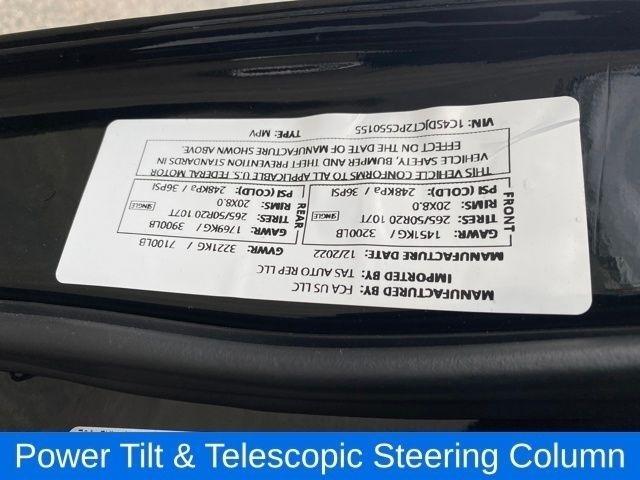 MANUFACTURED BY: FCA US LLC
IMPORTED BY: TAS AUTO REP LLC
MANUFACTURE DATE: 12/2022 GVWR: 3221KG / 7100LB
FRONT
GAWR: 1451KG / 3200LB
TIRES: 265/50R20 107T
RIMS: 20X8.0 SINGLE
PSI (COLD): 248KPa / 36PSI
REAR
GAWR: 1769KG / 3900LB
TIRES: 265/50R20 107T
RIMS: 20X8.0 SINGLE
PSI (COLD): 248KPa / 36PSI
THIS VEHICLE CONFORMS TO ALL APPLICABLE U.S. FEDERAL MOTOR
VEHICLE SAFETY, BUMPER AND THEFT PREVENTION STANDARDS IN
EFFECT ON THE DATE OF MANUFACTURE SHOWN ABOVE.
VIN: 1C4SDJCT2PC550155 TYPE: MPV
Power Tilt & Telescopic Steering Column